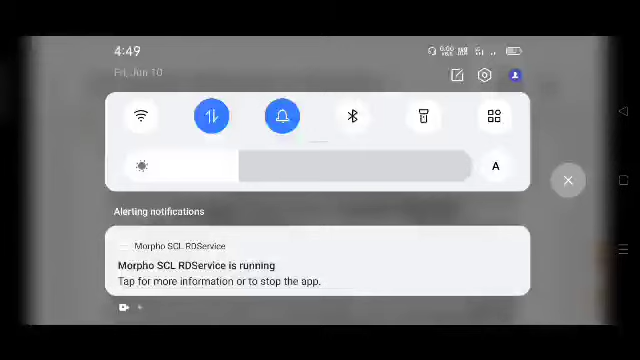 4:49
Fri, Jun 10
A
Alerting notifications
Morpho SCL RDService
Morpho SCL RDService is running
Tap for more information or to stop the app.